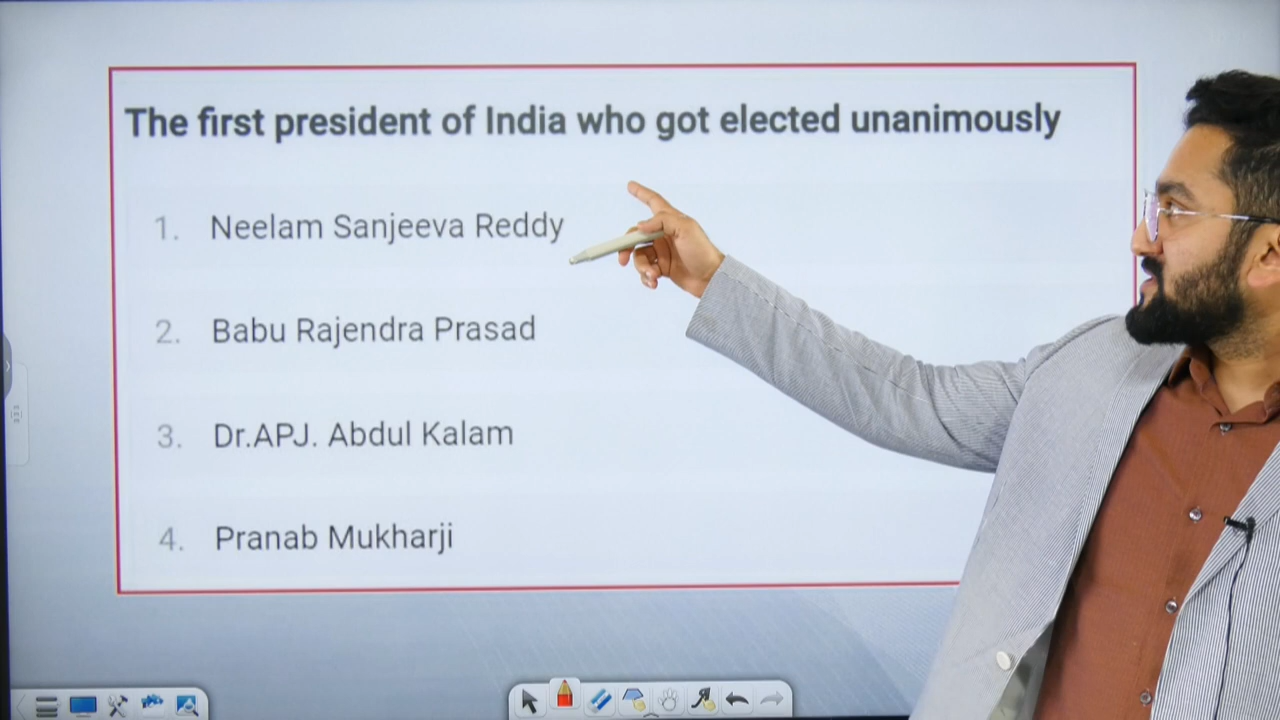 The first president of India who got elected unanimously
1. Neelam Sanjeeva Reddy
2. Babu Rajendra Prasad
3. Dr.APJ. Abdul Kalam
4. Pranab Mukharji